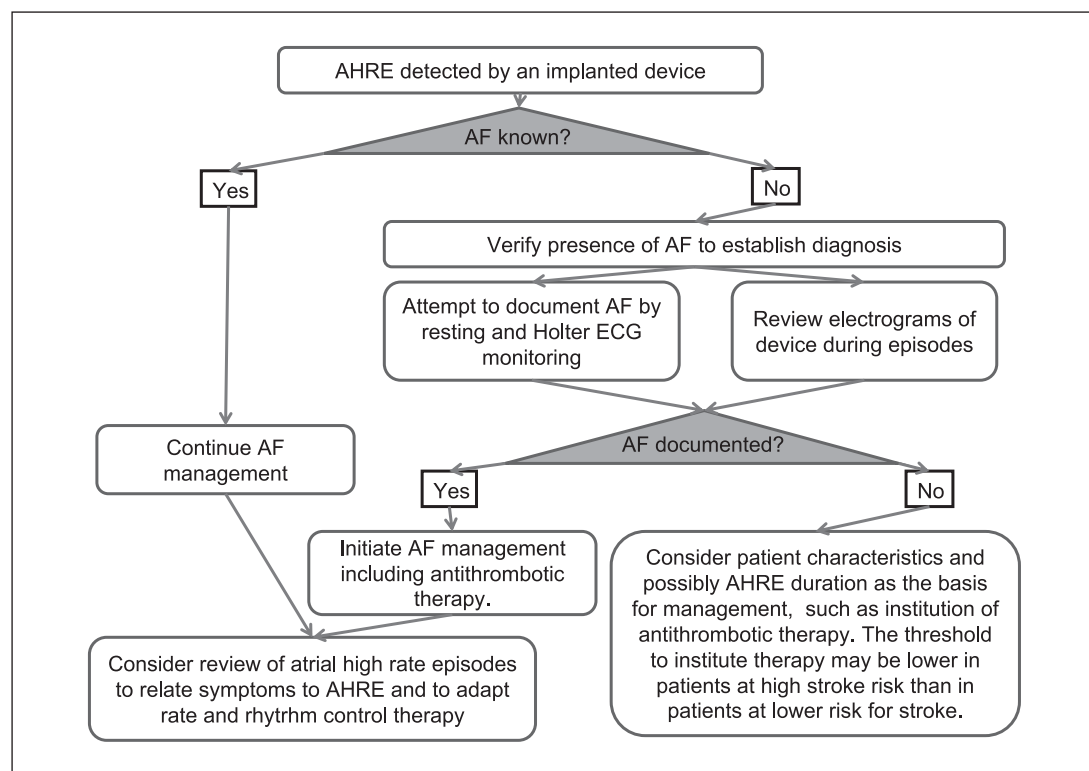 AHRE detected by an implanted device
AF known?
Yes
No
Verify presence of AF to establish diagnosis
Attempt to document AF by
resting and Holter ECG
monitoring
Review electrograms of
device during episodes
AF documented?
Continue AF
management
Yes
No
Initiate AF management
including antithrombotic
therapy.
Consider patient characteristics and
possibly AHRE duration as the basis
for management, such as institution of
antithrombotic therapy. The threshold
to institute therapy may be lower in
patients at high stroke risk than in
patients at lower risk for stroke.
Consider review of atrial high rate episodes
to relate symptoms to AHRE and to adapt
rate and rhytrhm control therapy